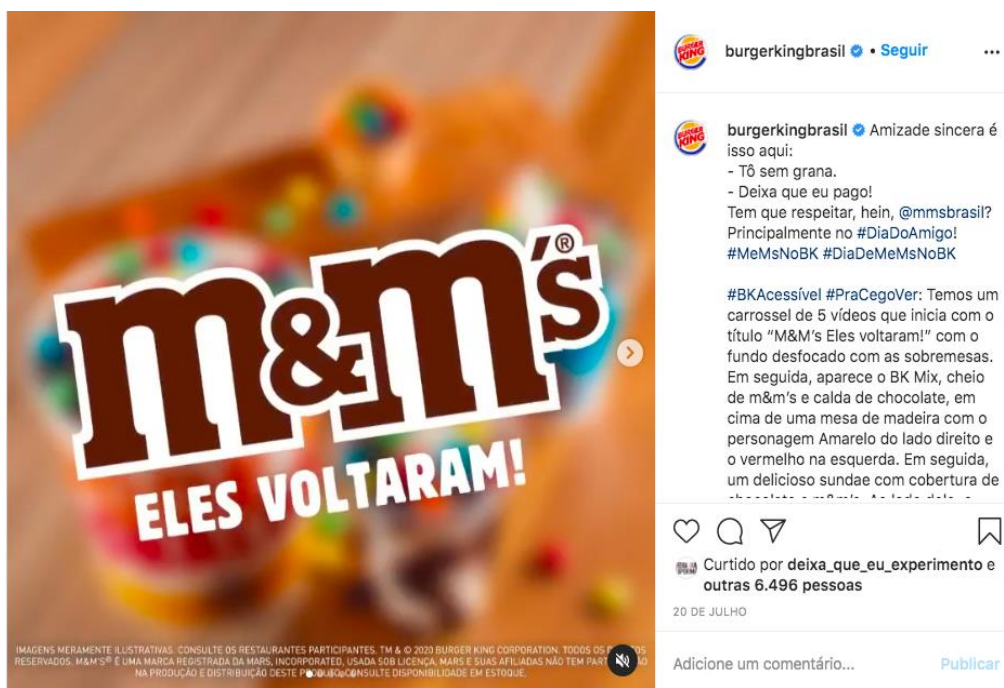 m&m's®
ELES VOLTARAM!
IMAGENS MERAMENTE ILUSTRATIVAS. CONSULTE OS RESTAURANTES PARTICIPANTES. TM & © 2020 BURGER KING CORPORATION. TODOS OS
RESERVADOS. M&M'S® É UMA MARCA REGISTRADA DA MARS, INCORPORATED, USADA SOB LICENÇA. MARS E SUAS AFILIADAS NÃO TEM
NA PRODUÇÃO E DISTRIBUIÇÃO DESTE CONSULTE DISPONIBILIDADE EM ESTOQUE.
BURGER KING
burgerkingbrasil • Seguir
BURGER KING
burgerkingbrasil Amizade sincera é
isso aqui:
- Tô sem grana.
- Deixa que eu pago!
Tem que respeitar, hein, @mmsbrasil?
Principalmente no #DiaDoAmigo!
#MeMsNoBK #DiaDeMeMsNoBK
#BKAcessível #PraCegoVer: Temos um
carrossel de 5 vídeos que inicia com o
título “M&M’s Eles voltaram!” com o
fundo desfocado com as sobremesas.
Em seguida, aparece o BK Mix, cheio
de m&m’s e calda de chocolate, em
cima de uma mesa de madeira com o
personagem Amarelo do lado direito e
o vermelho na esquerda. Em seguida,
um delicioso sundae com cobertura de
Curtido por deixa_que_eu_experimento e
outras 6.496 pessoas
20 DE JULHO
Adicione um comentário...
Publicar